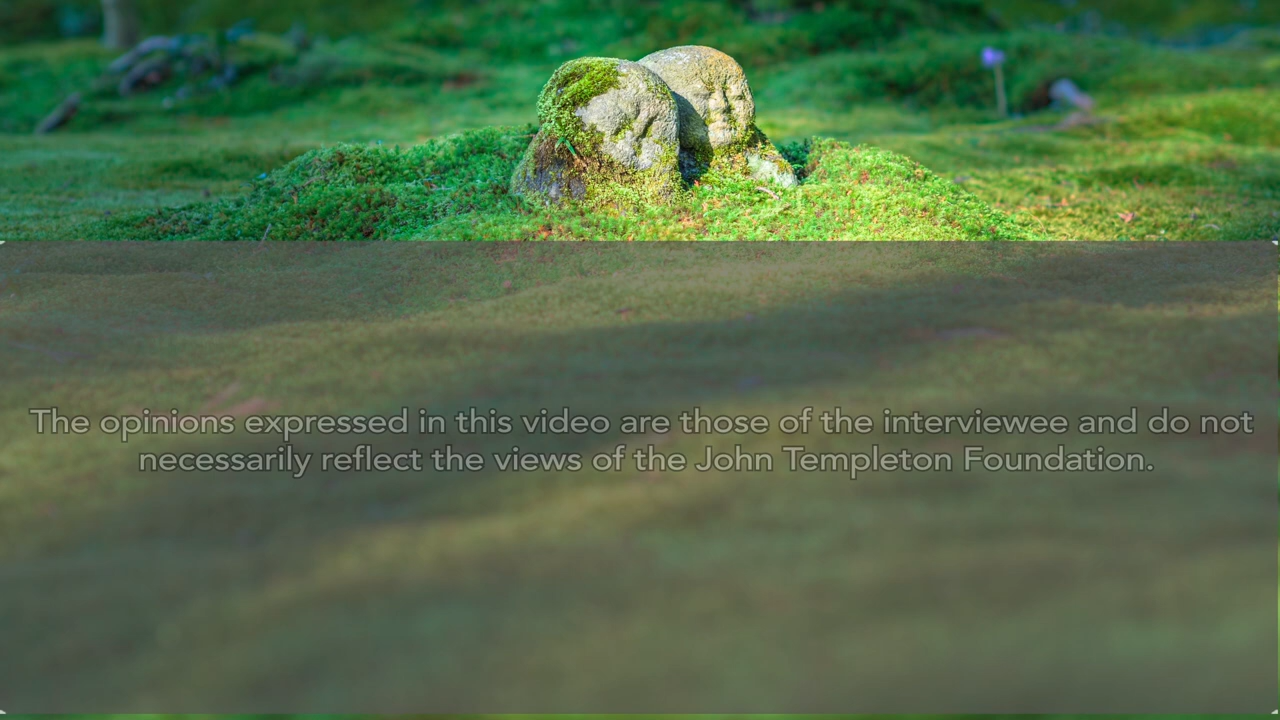 The opinions expressed in this video are those of the interviewee and do not
necessarily reflect the views of the John Templeton Foundation.